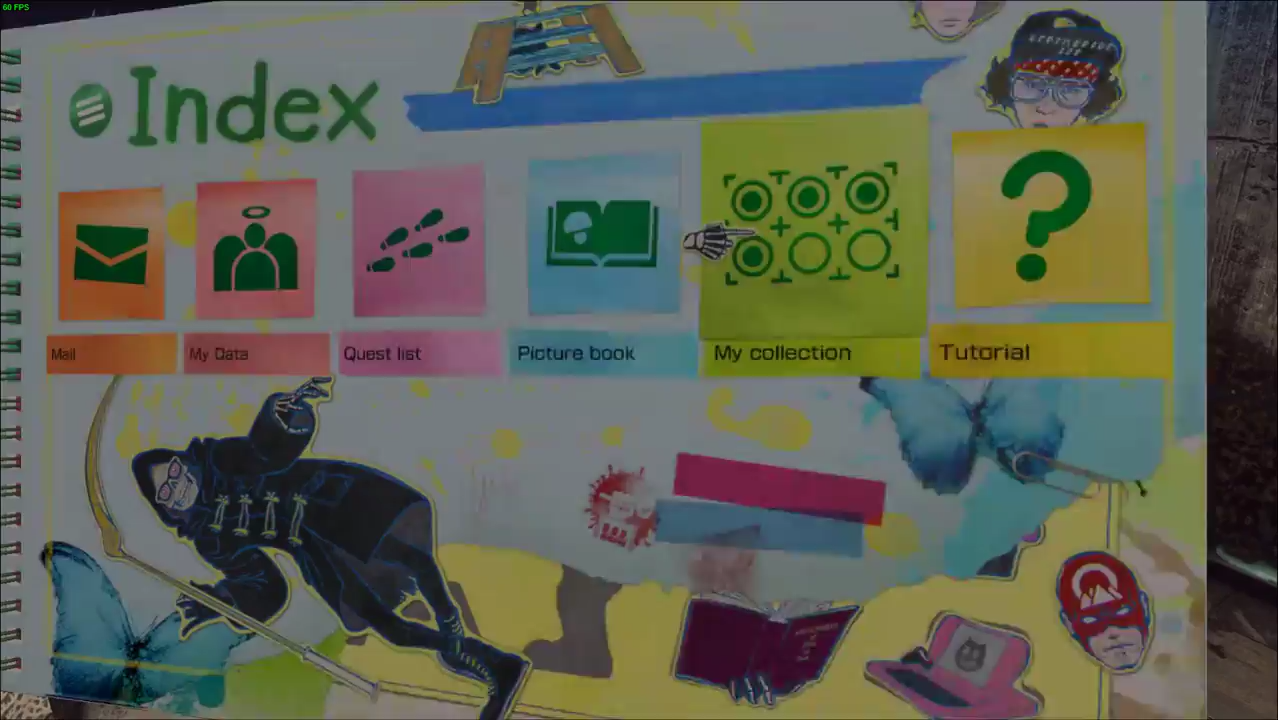 60 FPS
Index
Mail
My Data
Quest list
Picture book
My collection
Tutorial